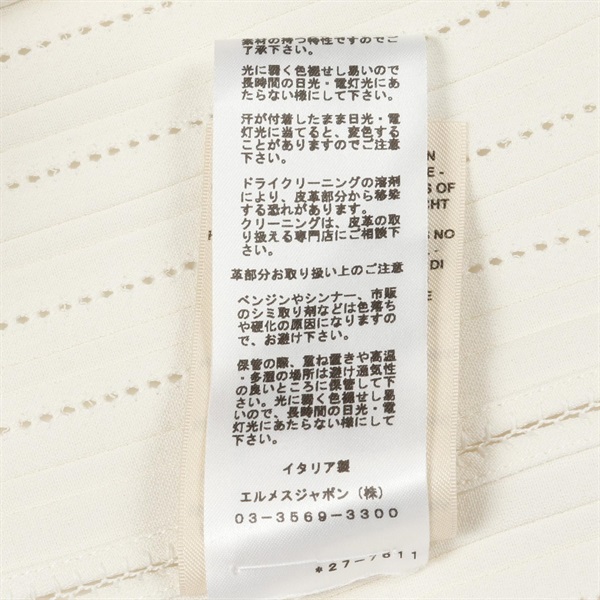 素材の持つ特性ですのでご
了承下さい。
光に弱く色褪せし易いので
長時間の日光・電灯光にあ
たらない様にして下さい。
汗が付着したまま日光・電
灯光に当てると、変色する
ことがありますのでご注意
下さい。
ドライクリーニングの溶剤
により、皮革部分から移染
する恐れがあります。
クリーニングは、皮革の取
り扱える専門店にご相談下
さい。
革部分お取り扱い上のご注意
ベンジンやシンナー、市販
のシミ取り剤などは色落ち
や硬化の原因になりますの
で、お避け下さい。
保管の際、重ね置きや高温
・多湿の場所は避け通気性
の良いところに保管して下
さい。光に弱く色褪せし易
いので、長時間の日光・電
灯光にあたらない様にして
下さい。
イタリア製
エルメスジャポン（株）
03-3569-3300
*27-7811
N
E -
S OF
GHT
S NO
-
DI
E